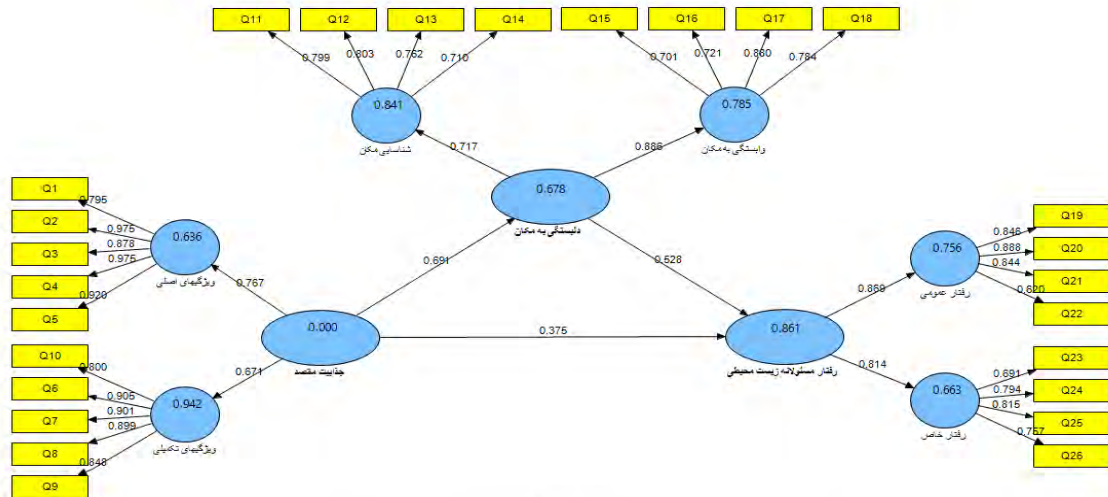 Q11
Q12
Q13
Q14
Q15
Q16
Q17
Q18
0.799
0.803
0.762
0.710
0.701
0.721
0.860
0.784
0.841
شناسایی مکان
0.785
وابستگی به مکان
0.717
0.886
0.678
دلبستگی به مکان
Q1
Q2
Q3
Q4
Q5
0.795
0.975
0.878
0.975
0.920
0.636
ویژگیهای اصلی
0.767
0.691
0.528
Q19
Q20
Q21
Q22
0.846
0.888
0.844
0.620
0.756
رفتار عمومی
0.869
0.000
جذابیت مقصد
0.375
0.861
رفتار مسئولانه زیست محیطی
Q10
Q6
Q7
Q8
Q9
0.800
0.905
0.901
0.899
0.848
0.942
ویژگیهای تکمیلی
0.671
0.814
0.663
رفتار خاص
Q23
Q24
Q25
Q26
0.691
0.794
0.815
0.757